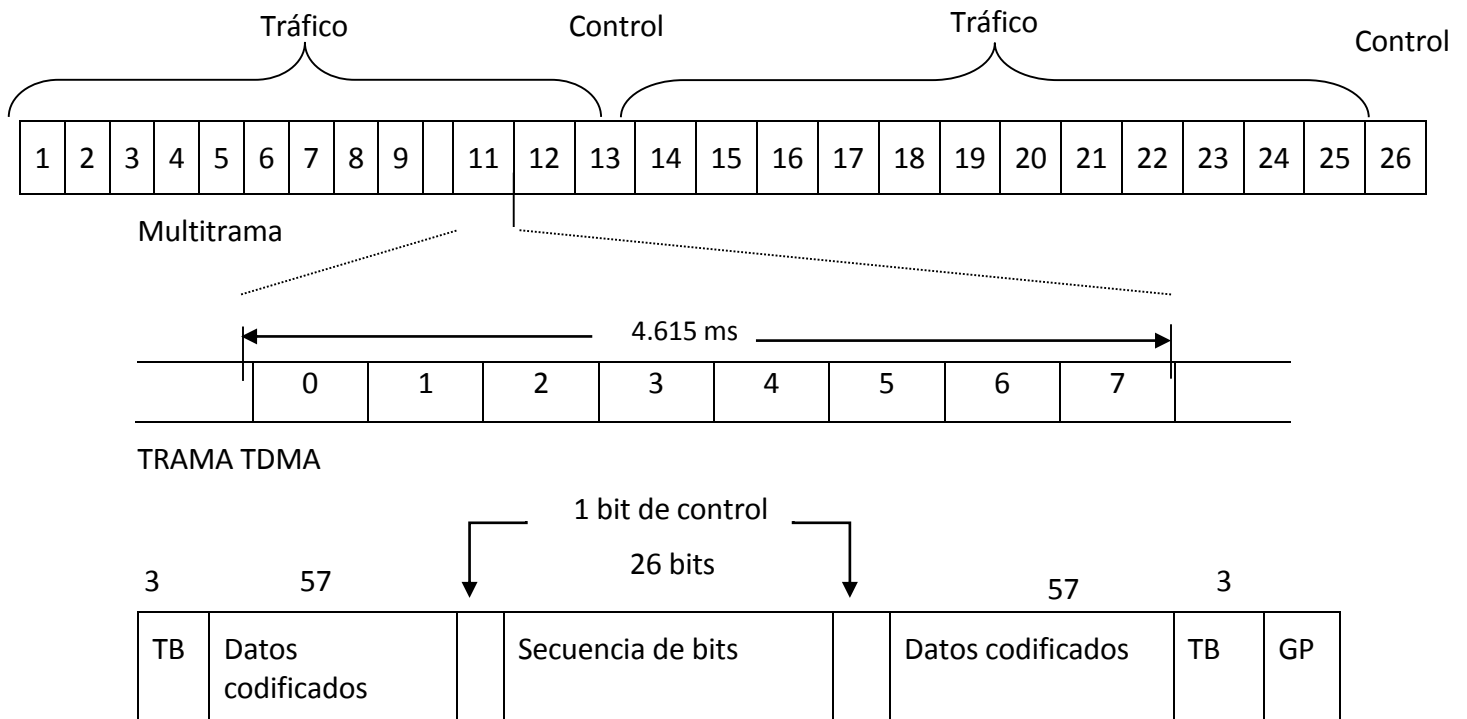 Tráfico Control Tráfico Control
1 2 3 4 5 6 7 8 9 11 12 13 14 15 16 17 18 19 20 21 22 23 24 25 26
Multitrama
4.615 ms
0 1 2 3 4 5 6 7
TRAMA TDMA
1 bit de control
26 bits
3 57 57 3
TB Datos codificados Secuencia de bits Datos codificados TB GP